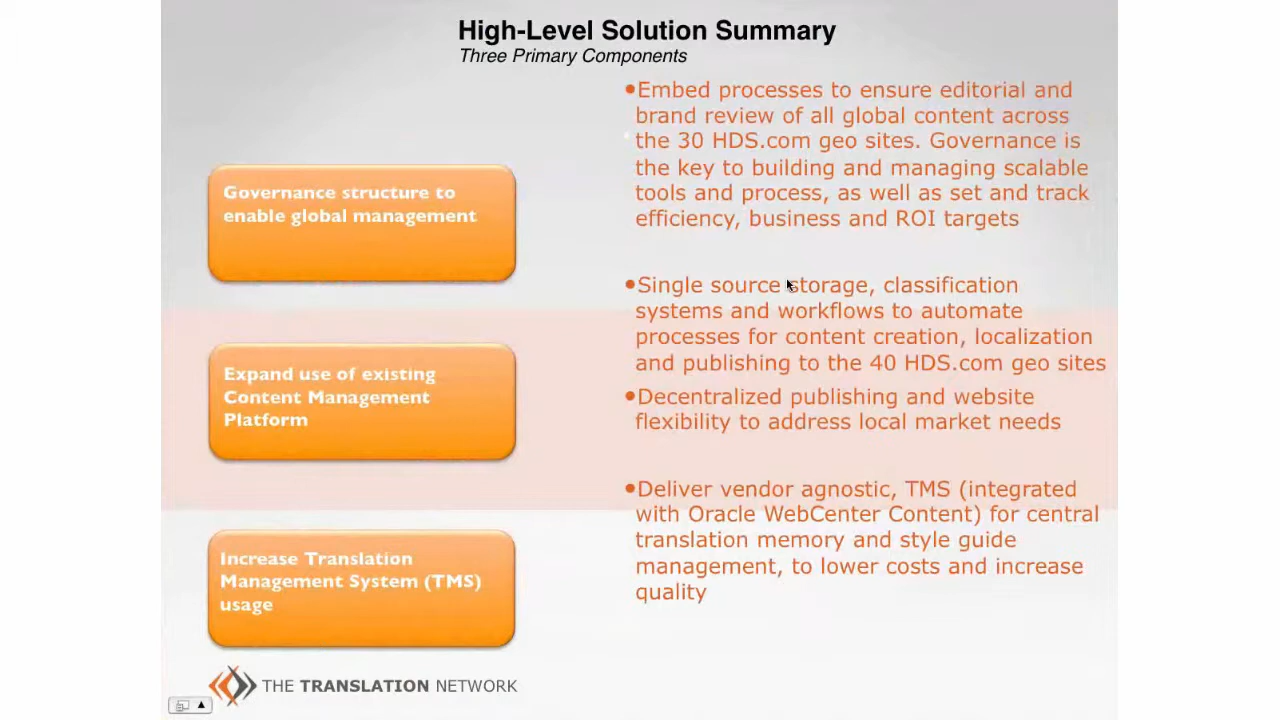 High-Level Solution Summary
Three Primary Components
Governance structure to
enable global management
•Embed processes to ensure editorial and
brand review of all global content across
the 30 HDS.com geo sites. Governance is
the key to building and managing scalable
tools and process, as well as set and track
efficiency, business and ROI targets
Expand use of existing
Content Management
Platform
•Single source storage, classification
systems and workflows to automate
processes for content creation, localization
and publishing to the 40 HDS.com geo sites
•Decentralized publishing and website
flexibility to address local market needs
Increase Translation
Management System (TMS)
usage
•Deliver vendor agnostic, TMS (integrated
with Oracle WebCenter Content) for central
translation memory and style guide
management, to lower costs and increase
quality
THE TRANSLATION NETWORK